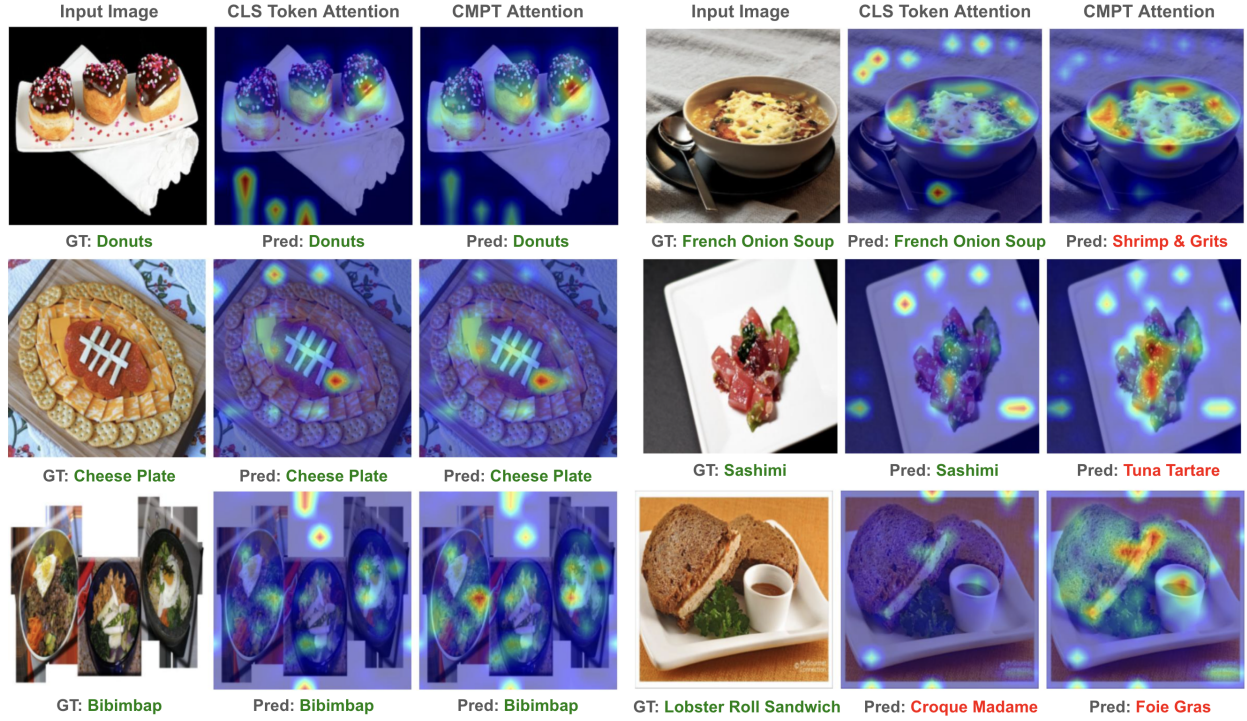 Input Image CLS Token Attention CMPT Attention Input Image CLS Token Attention CMPT Attention
GT: Donuts Pred: Donuts Pred: Donuts GT: French Onion Soup Pred: French Onion Soup Pred: Shrimp & Grits
GT: Cheese Plate Pred: Cheese Plate Pred: Cheese Plate GT: Sashimi Pred: Sashimi Pred: Tuna Tartare
GT: Bibimbap Pred: Bibimbap Pred: Bibimbap GT: Lobster Roll Sandwich Pred: Croque Madame Pred: Foie Gras